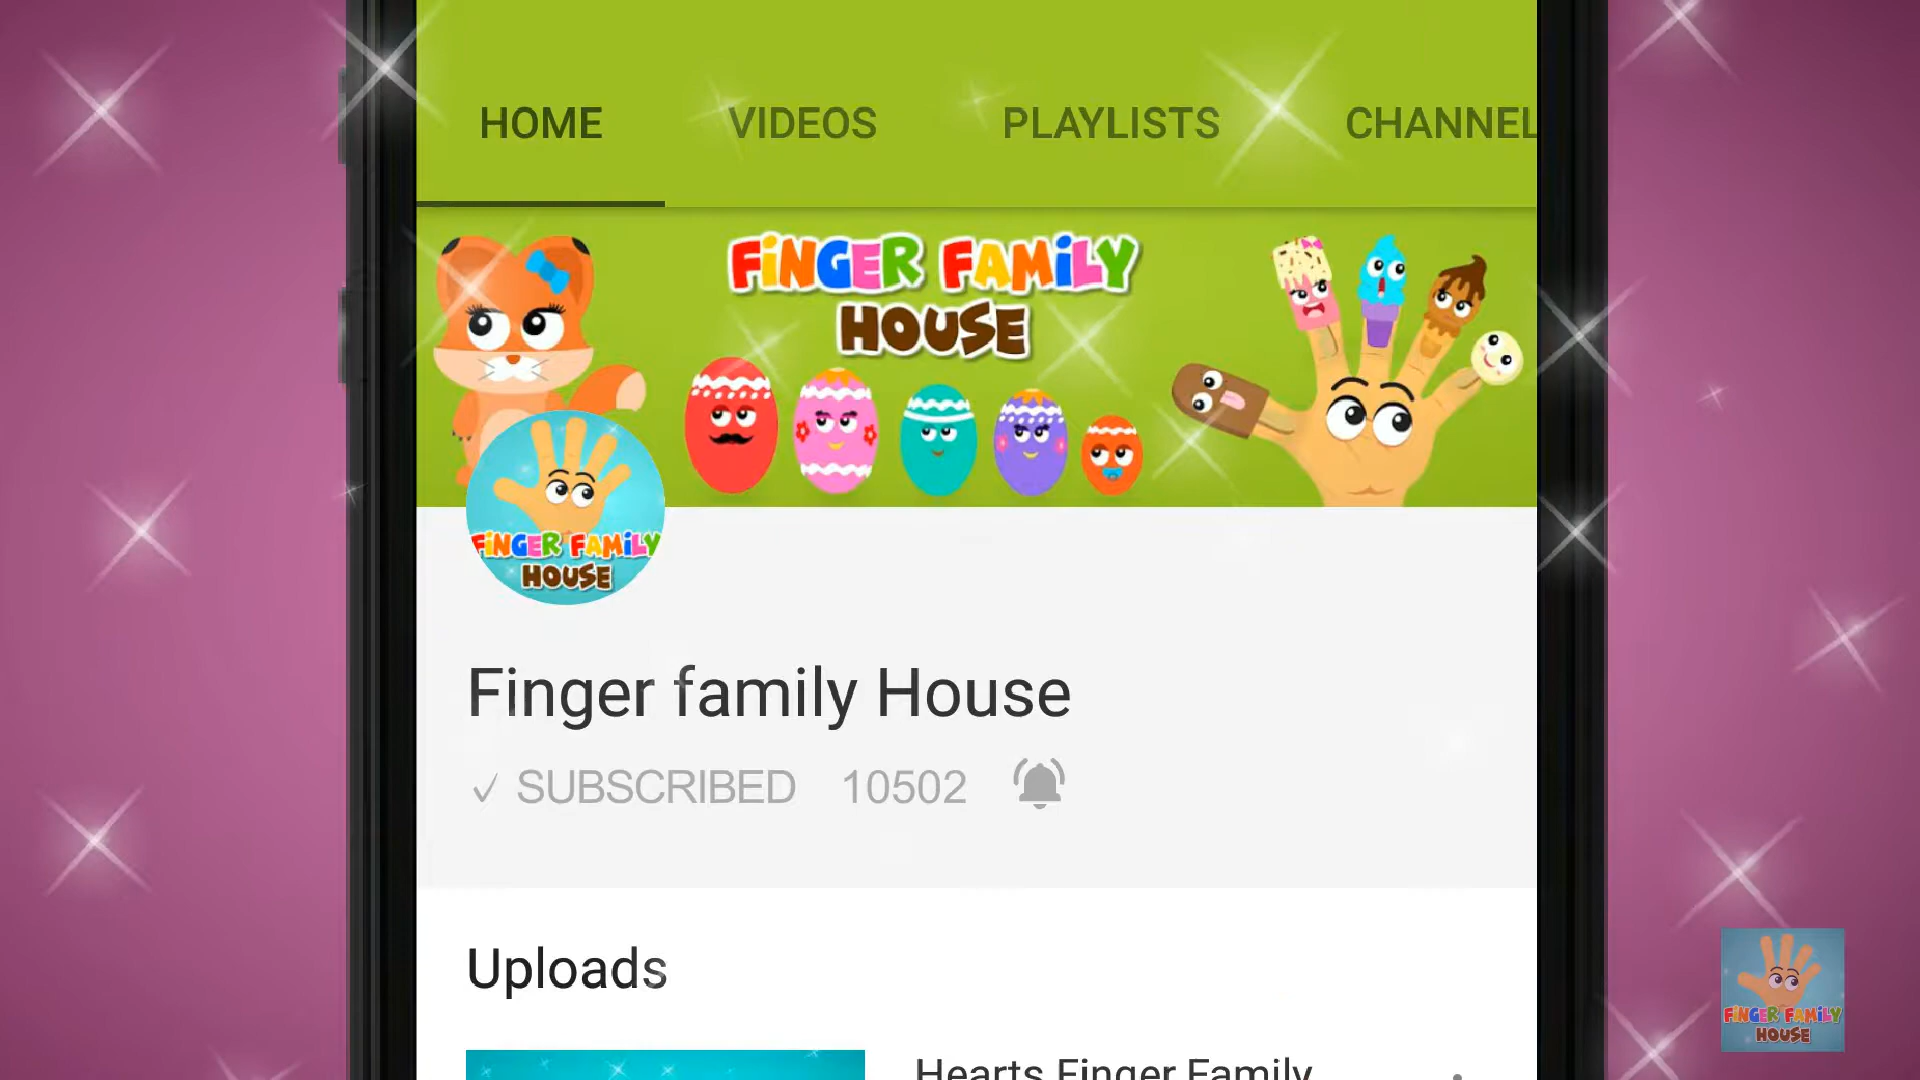 HOME VIDEOS PLAYLISTS CHANNEL
FiNGER FAMiLY
HOUSE
FiNGER FAMiLY
HOUSE
Finger family House
✓ SUBSCRIBED 10502
Uploads
Hearts Finger Family
FiNGER FAMiLY
HOUSE